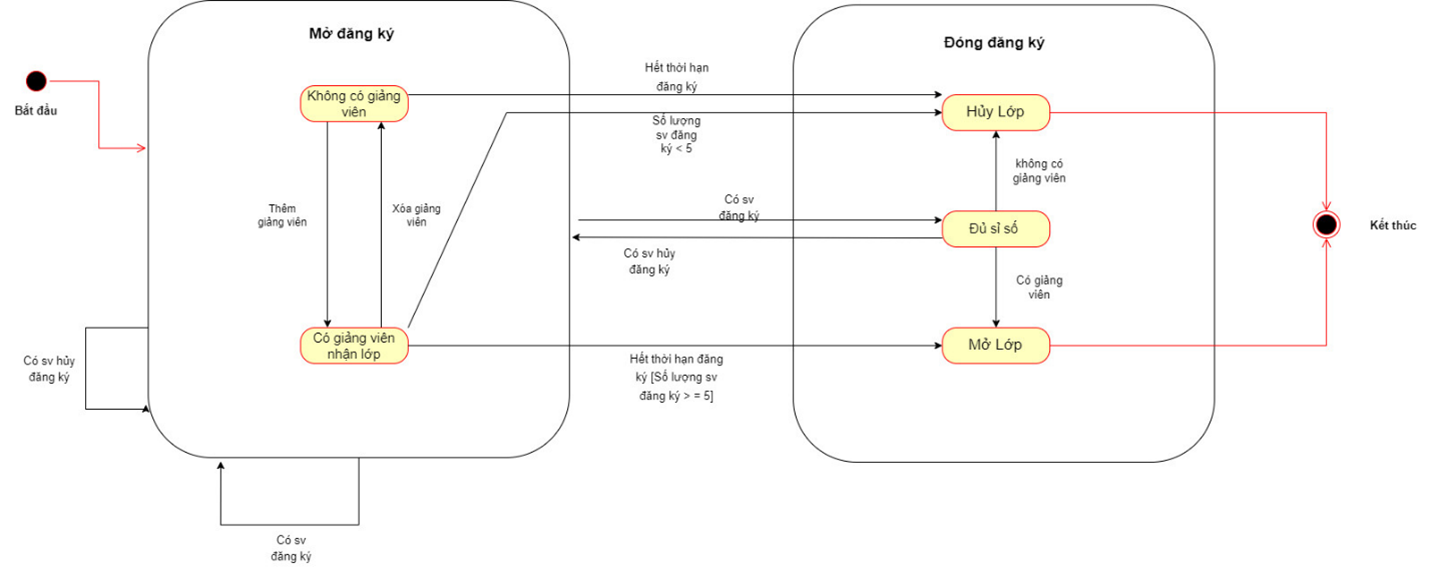 Mở đăng ký
Đóng đăng ký
Bắt đầu
Không có giảng
viên
Hết thời hạn
đăng ký
Hủy Lớp
Số lượng
sv đăng
ký < 5
không có
giảng viên
Thêm
giảng viên
Xóa giảng
viên
Có sv
đăng ký
Đủ sỉ số
Kết thúc
Có sv hủy
đăng ký
Có giảng
viên
Có giảng viên
nhận lớp
Mở Lớp
Có sv hủy
đăng ký
Hết thời hạn đăng
ký [Số lượng sv
đăng ký > = 5]
Có sv
đăng ký